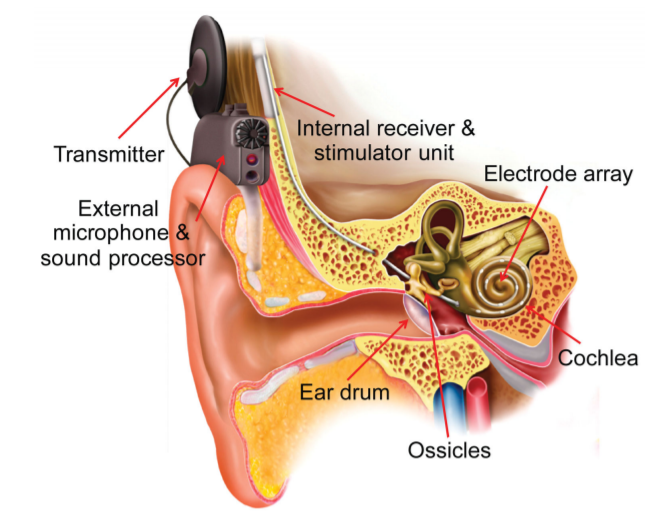 Transmitter
Internal receiver &
stimulator unit
Electrode array
External
microphone &
sound processor
Cochlea
Ear drum
Ossicles